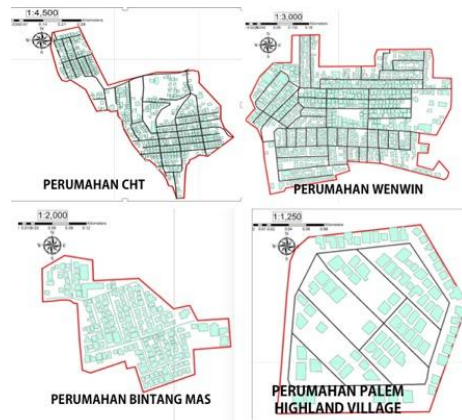 1:4,500
PERUMAHAN CHT
1:3,000
PERUMAHAN WENWIN
1:2,000
PERUMAHAN BINTANG MAS
1:1,250
PERUMAHAN PALEM
HIGHLAND VILLAGE